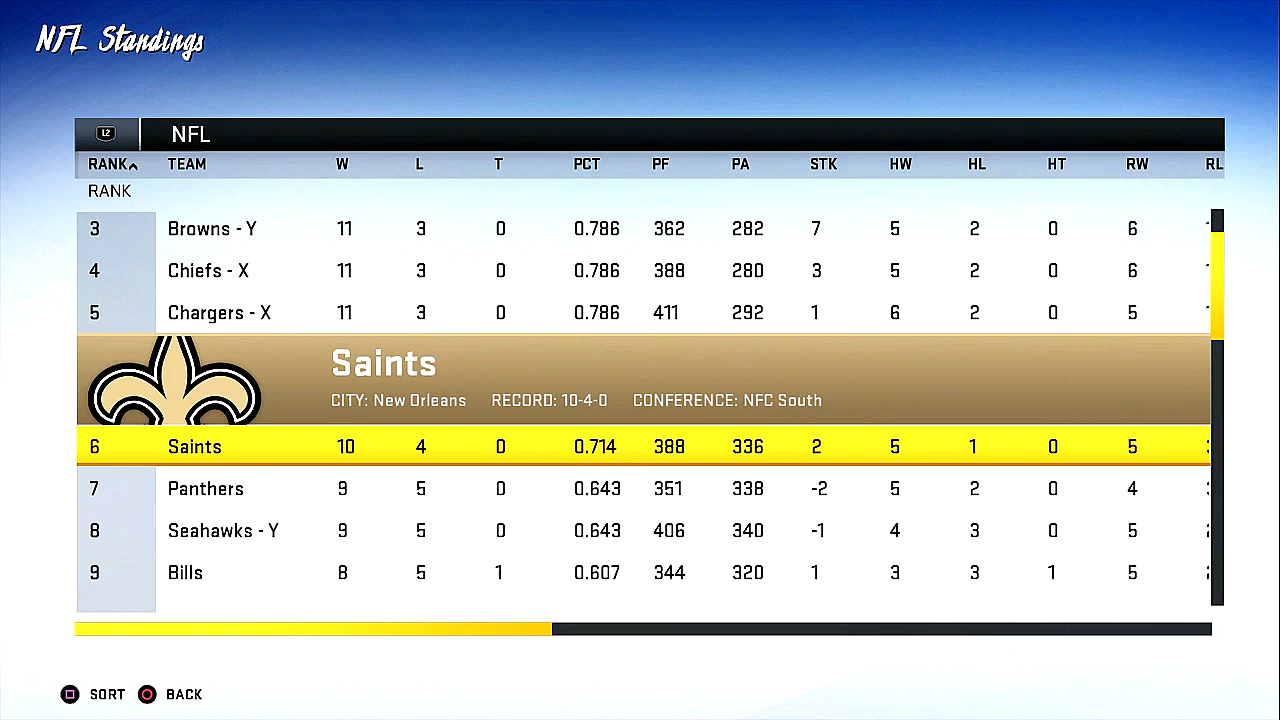 NFL Standings
L2 NFL
RANK TEAM W L T PCT PF PA STK HW HL HT RW RL
RANK
3 Browns - Y 11 3 0 0.786 362 282 7 5 2 0 6
4 Chiefs - X 11 3 0 0.786 388 280 3 5 2 0 6
5 Chargers - X 11 3 0 0.786 411 292 1 6 2 0 5
Saints
CITY: New Orleans RECORD: 10-4-0 CONFERENCE: NFC South
6 Saints 10 4 0 0.714 388 336 2 5 1 0 5
7 Panthers 9 5 0 0.643 351 338 -2 5 2 0 4
8 Seahawks - Y 9 5 0 0.643 406 340 -1 4 3 0 5
9 Bills 8 5 1 0.607 344 320 1 3 3 1 5
SORT BACK